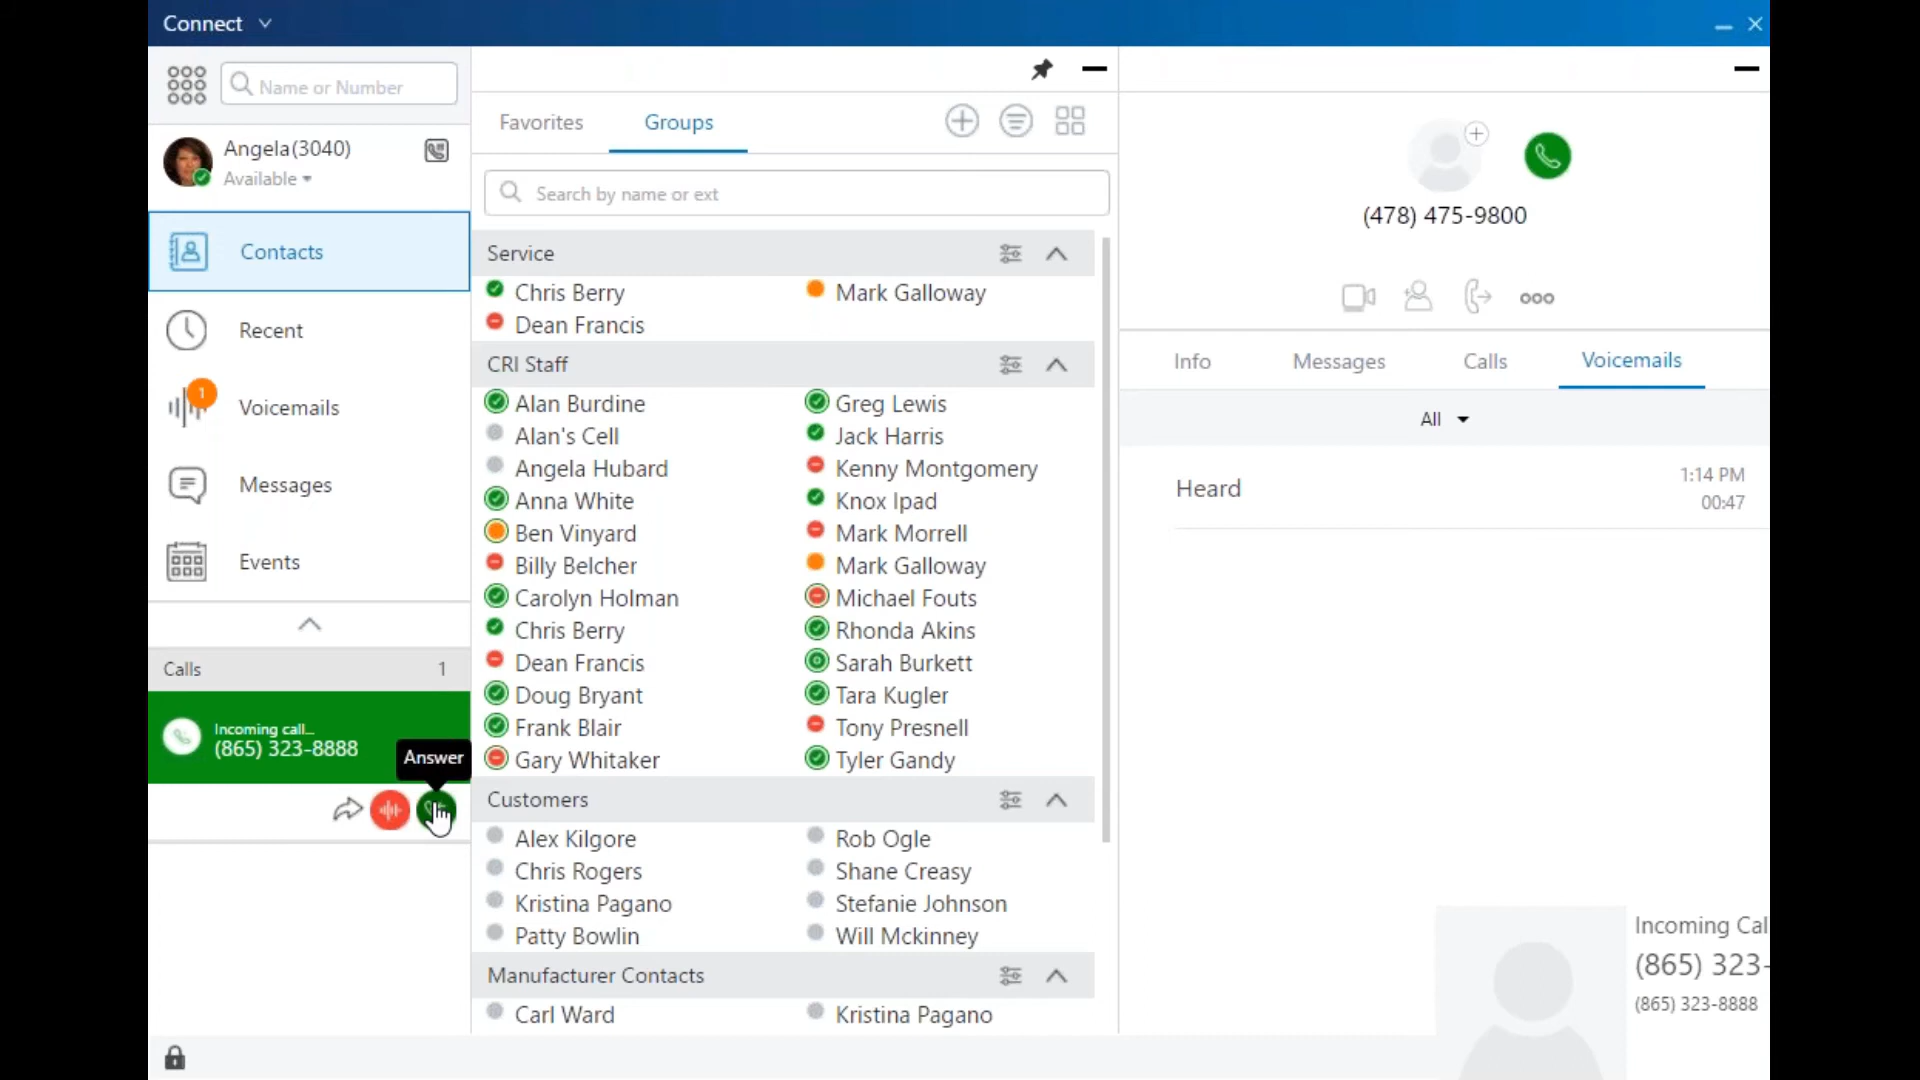 Connect
Name or Number
Angela(3040)
Available
Contacts
Recent
1
Voicemails
Messages
Events
Calls 1
Incoming call...
(865) 323-8888
Answer
Favorites Groups
Search by name or ext
Service
Chris Berry Mark Galloway
Dean Francis
CRI Staff
Alan Burdine Greg Lewis
Alan's Cell Jack Harris
Angela Hubard Kenny Montgomery
Anna White Knox Ipad
Ben Vinyard Mark Morrell
Billy Belcher Mark Galloway
Carolyn Holman Michael Fouts
Chris Berry Rhonda Akins
Dean Francis Sarah Burkett
Doug Bryant Tara Kugler
Frank Blair Tony Presnell
Gary Whitaker Tyler Gandy
Customers
Alex Kilgore Rob Ogle
Chris Rogers Shane Creasy
Kristina Pagano Stefanie Johnson
Patty Bowlin Will Mckinney
Manufacturer Contacts
Carl Ward Kristina Pagano
(478) 475-9800
Info Messages Calls Voicemails
All
Heard 1:14 PM
00:47
Incoming Cal
(865) 323-
(865) 323-8888